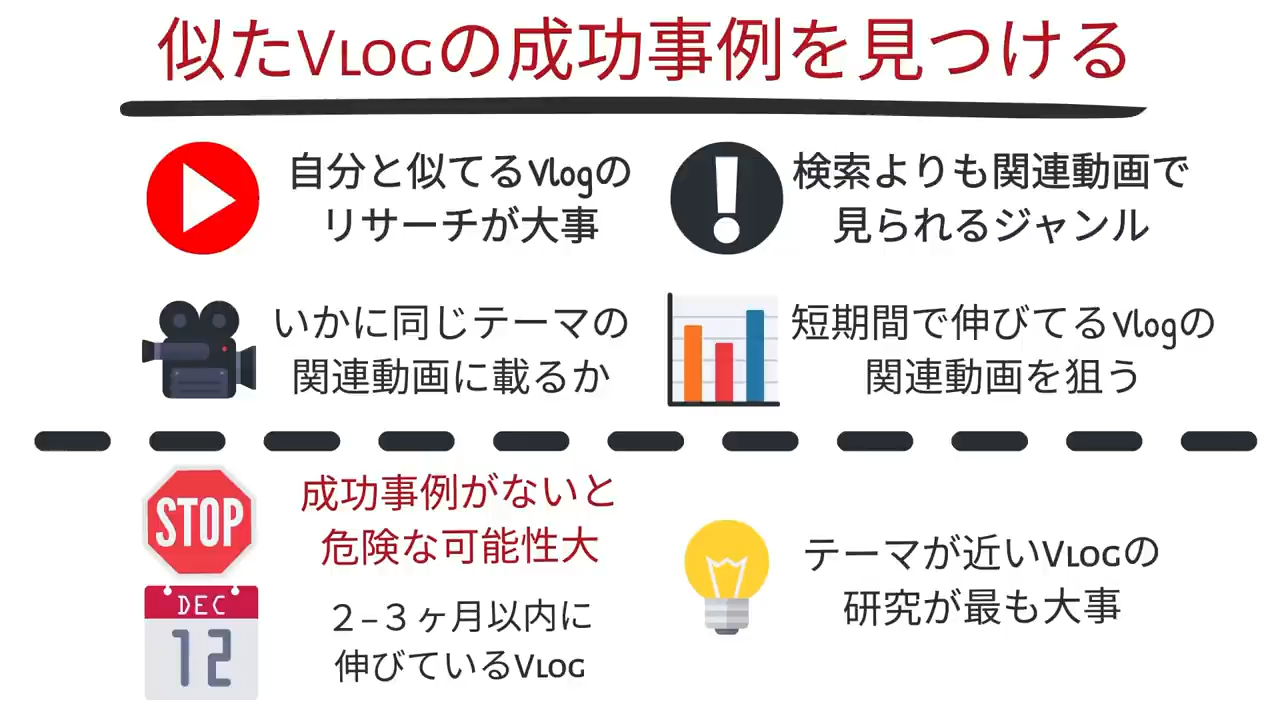 似たVlogの成功事例を見つける
自分と似てるVlogの
リサーチが大事
検索よりも関連動画で
見られるジャンル
いかに同じテーマの
関連動画に載るか
短期間で伸びてるVlogの
関連動画を狙う
STOP
成功事例がないと
危険な可能性大
DEC
12
２−３ヶ月以内に
伸びているVlog
テーマが近いVlogの
研究が最も大事